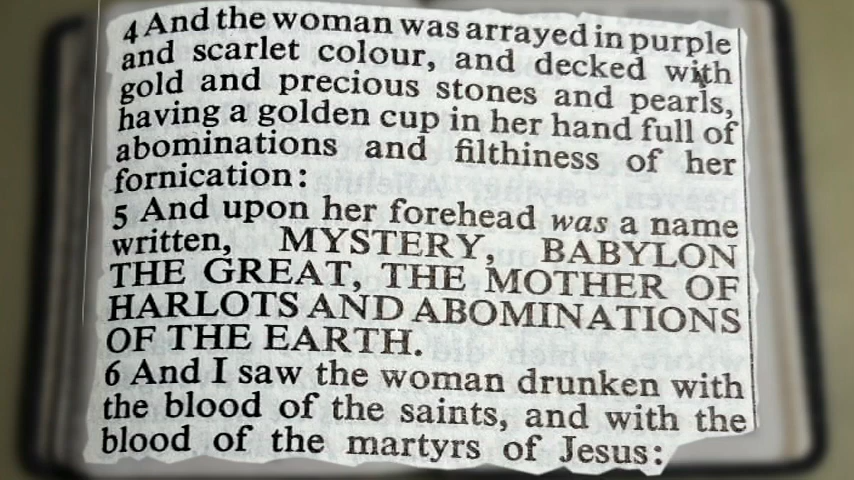 4 And the woman was arrayed in purple
and scarlet colour, and decked with
gold and precious stones and pearls,
having a golden cup in her hand full of
abominations and filthiness of her
fornication:
5 And upon her forehead was a name
written, MYSTERY, BABYLON
THE GREAT, THE MOTHER OF
HARLOTS AND ABOMINATIONS
OF THE EARTH.
6 And I saw the woman drunken with
the blood of the saints, and with the
blood of the martyrs of Jesus: